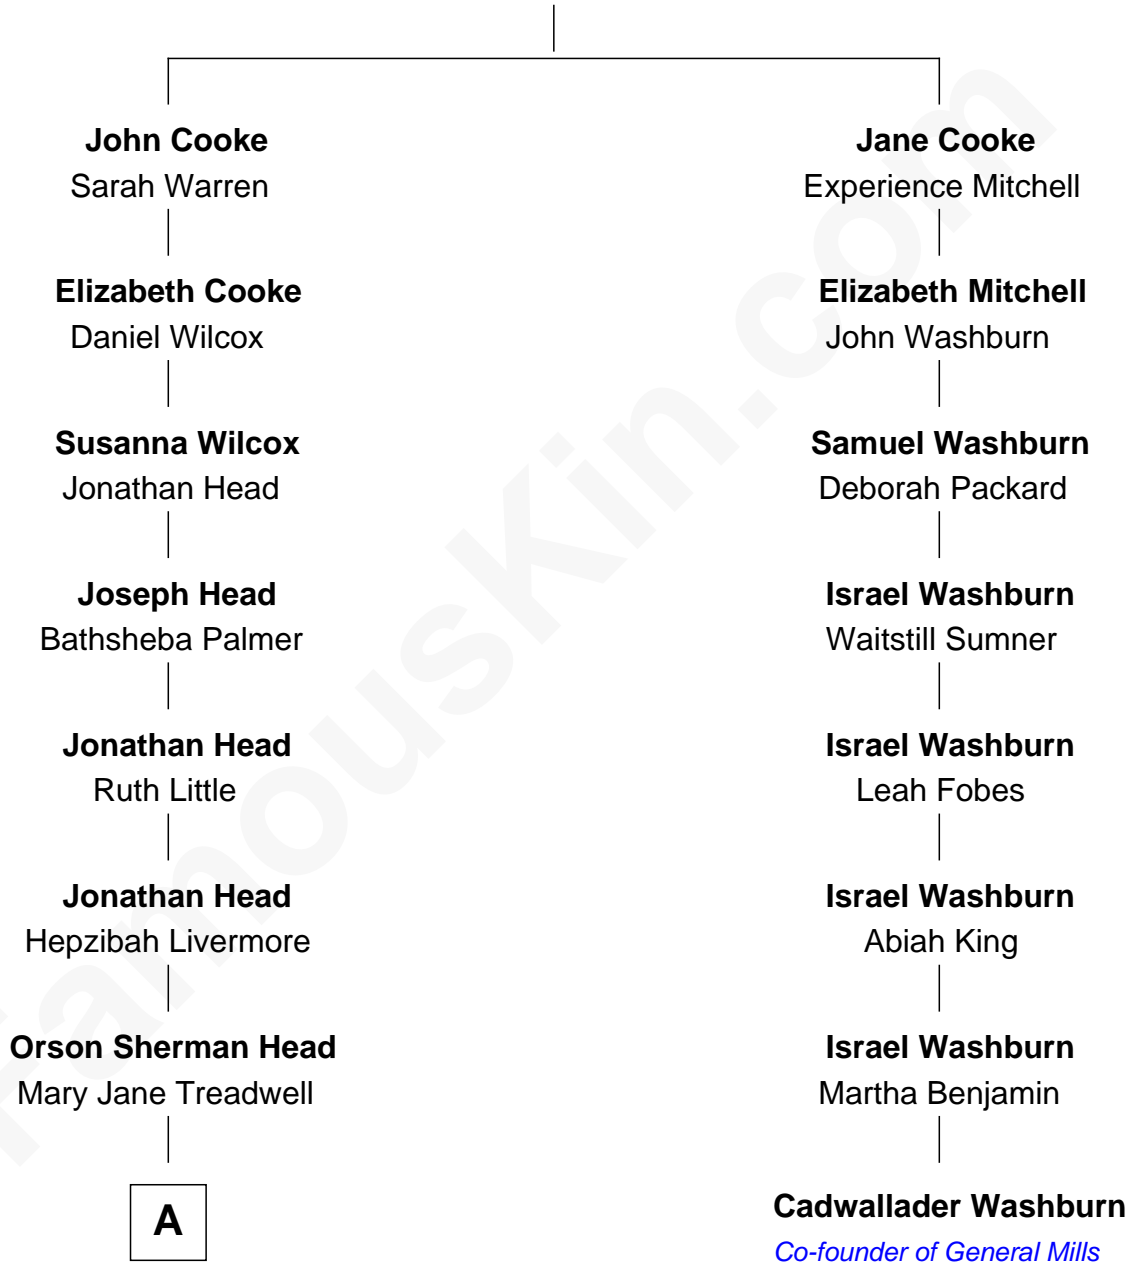 John Cooke
Sarah Warren
Jane Cooke
Experience Mitchell
Elizabeth Cooke
Daniel Wilcox
Elizabeth Mitchell
John Washburn
Susanna Wilcox
Jonathan Head
Samuel Washburn
Deborah Packard
Joseph Head
Bathsheba Palmer
Israel Washburn
Waitstill Sumner
Jonathan Head
Ruth Little
Israel Washburn
Leah Fobes
Jonathan Head
Hepzibah Livermore
Israel Washburn
Abiah King
Orson Sherman Head
Mary Jane Treadwell
Israel Washburn
Martha Benjamin
A
Cadwallader Washburn
Co-founder of General Mills
FamousKin.com